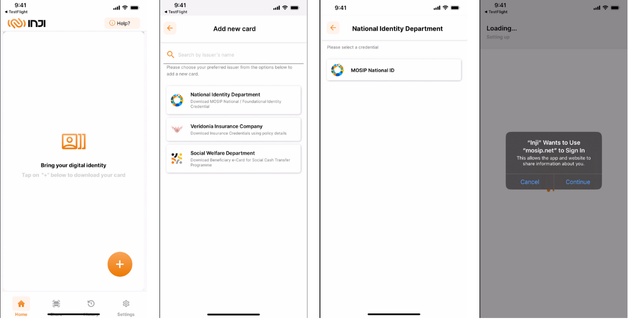 9:41
TestFlight
INJI
Help?
Bring your digital identity
Tap on "+" below to download your card
Home
Settings
9:41
TestFlight
Add new card
Search by Issuer's name
Please choose your preferred issuer from the options below to
add a new card.
National Identity Department
Download MOSIP National / Foundational Identity
Credential
Veridonia Insurance Company
Download Insurance Credentials using policy details
Social Welfare Department
Download Beneficiary e-Card for Social Cash Transfer
Programme
9:41
National Identity Department
Please select a credential
MOSIP National ID
9:41
TestFlight
Loading...
Setting up
"Inji" Wants to Use
"mosip.net" to Sign In
This allows the app and website to
share information about you.
Cancel
Continue